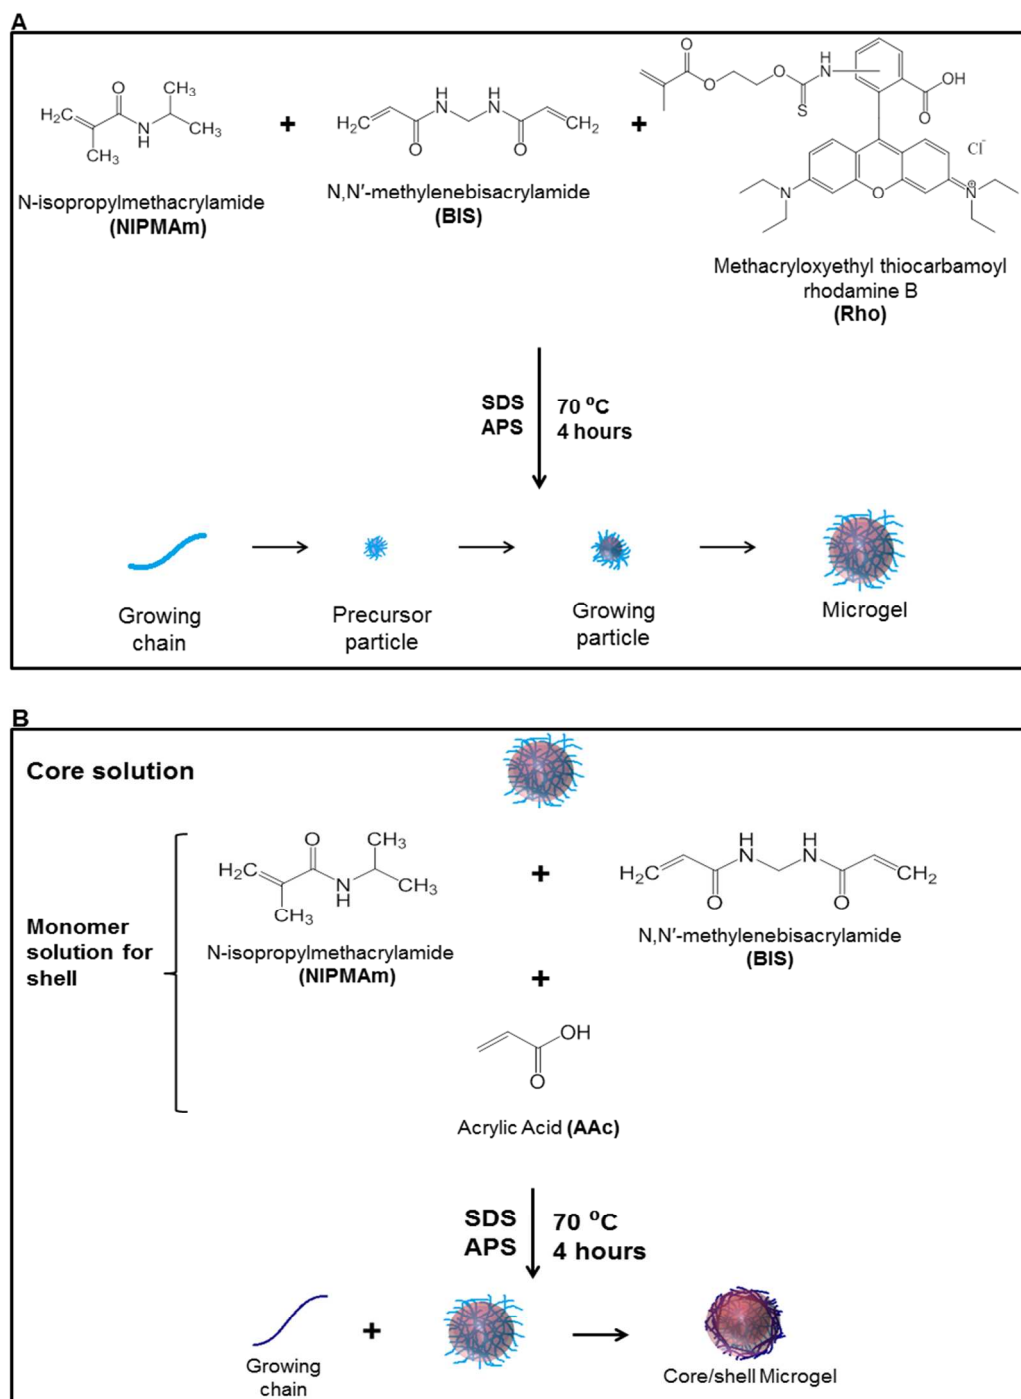 A
O
CH₃
H₂C
N
H
CH₃
CH₃
N-isopropylmethacrylamide
(NIPMAm)
+
H
N
H
N
H₂C
CH₂
O
O
N,N′-methylenebisacrylamide
(BIS)
+
O
O
O
H
N
S
OH
O
Cl⁻
N
O
N
⊕
Methacryloxyethyl thiocarbamoyl
rhodamine B
(Rho)
SDS
APS
70 ᵒC
4 hours
Growing
chain
Precursor
particle
Growing
particle
Microgel
B
Core solution
Monomer
solution for
shell
O
CH₃
H₂C
N
H
CH₃
CH₃
N-isopropylmethacrylamide
(NIPMAm)
+
H
N
H
N
H₂C
CH₂
O
O
N,N′-methylenebisacrylamide
(BIS)
+
OH
O
Acrylic Acid (AAc)
SDS
APS
70 ᵒC
4 hours
+
Growing
chain
Core/shell Microgel